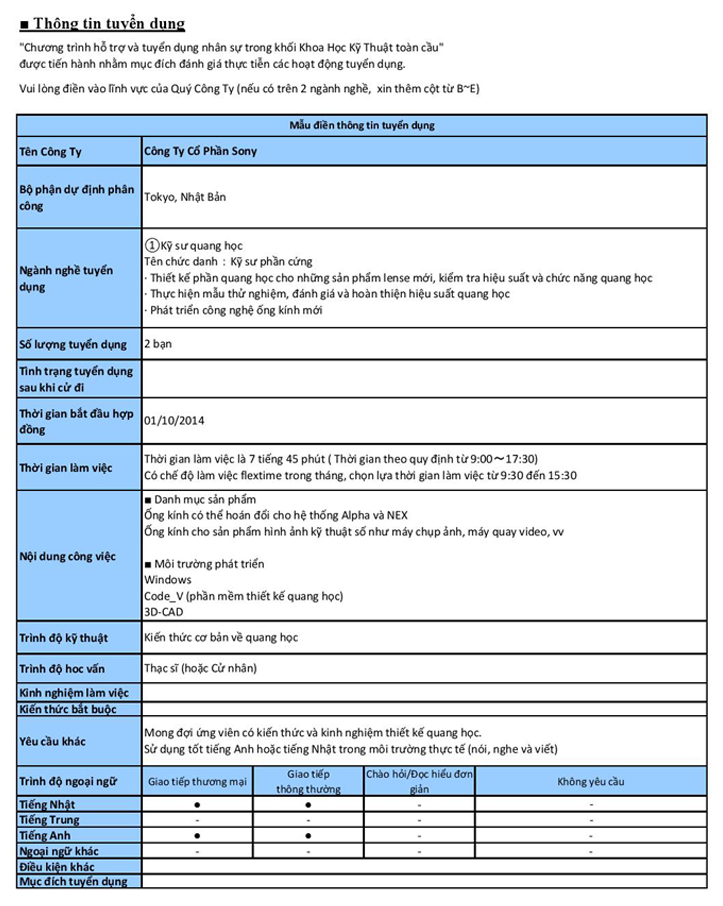 ■ Thông tin tuyển dụng
"Chương trình hỗ trợ và tuyển dụng nhân sự trong khối Khoa Học Kỹ Thuật toàn cầu"
được tiến hành nhằm mục đích đánh giá thực tiễn các hoạt động tuyển dụng.
Vui lòng điền vào lĩnh vực của Quý Công Ty (nếu có trên 2 ngành nghề, xin thêm cột từ B~E)
Mẫu điền thông tin tuyển dụng
Tên Công Ty
Công Ty Cổ Phần Sony
Bộ phận dự định phân
công
Tokyo, Nhật Bản
Ngành nghề tuyển
dụng
①Kỹ sư quang học
Tên chức danh : Kỹ sư phần cứng
· Thiết kế phần quang học cho những sản phẩm lense mới, kiểm tra hiệu suất và chức năng quang học
· Thực hiện mẫu thử nghiệm, đánh giá và hoàn thiện hiệu suất quang học
· Phát triển công nghệ ống kính mới
Số lượng tuyển dụng
2 bạn
Tình trạng tuyển dụng
sau khi cử đi
Thời gian bắt đầu hợp
đồng
01/10/2014
Thời gian làm việc
Thời gian làm việc là 7 tiếng 45 phút ( Thời gian theo quy định từ 9:00～17:30)
Có chế độ làm việc flextime trong tháng, chọn lựa thời gian làm việc từ 9:30 đến 15:30
Nội dung công việc
■ Danh mục sản phẩm
Ống kính có thể hoán đổi cho hệ thống Alpha và NEX
Ống kính cho sản phẩm hình ảnh kỹ thuật số như máy chụp ảnh, máy quay video, vv
■ Môi trường phát triển
Windows
Code_V (phần mềm thiết kế quang học)
3D-CAD
Trình độ kỹ thuật
Kiến thức cơ bản về quang học
Trình độ hoc vấn
Thạc sĩ (hoặc Cử nhân)
Kinh nghiệm làm việc
Kiến thức bắt buộc
Yêu cầu khác
Mong đợi ứng viên có kiến thức và kinh nghiệm thiết kế quang học.
Sử dụng tốt tiếng Anh hoặc tiếng Nhật trong môi trường thực tế (nói, nghe và viết)
Trình độ ngoại ngữ
Giao tiếp thương mại
Giao tiếp
thông thường
Chào hỏi/Đọc hiểu đơn
giản
Không yêu cầu
Tiếng Nhật ● ● - -
Tiếng Trung - - - -
Tiếng Anh ● ● - -
Ngoại ngữ khác - - - -
Điều kiện khác
Mục đích tuyển dụng